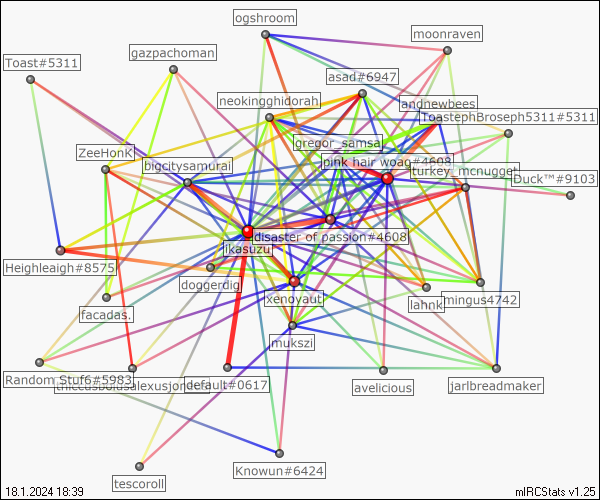 ogshroom
moonraven
gazpachoman
Toast#5311
asad#6947
neokingghidorah
andnewbees
ToastephBroseph5311#5311
gregor_samsa
ZeeHonK
pink hair woag#4608
bigcitysamurai
turkey_mcnugget
Duck™#9103
disaster of passion#4608
ikasuzu
Heighleaigh#8575
doggerdig
xenoyaut
facadas.
lahnk
mingus4742
mukszi
Random Stuf6#5983
default#0617
avelicious
jarlbreadmaker
Knowun#6424
tescoroll
18.1.2024 18:39
mIRCStats v1.25